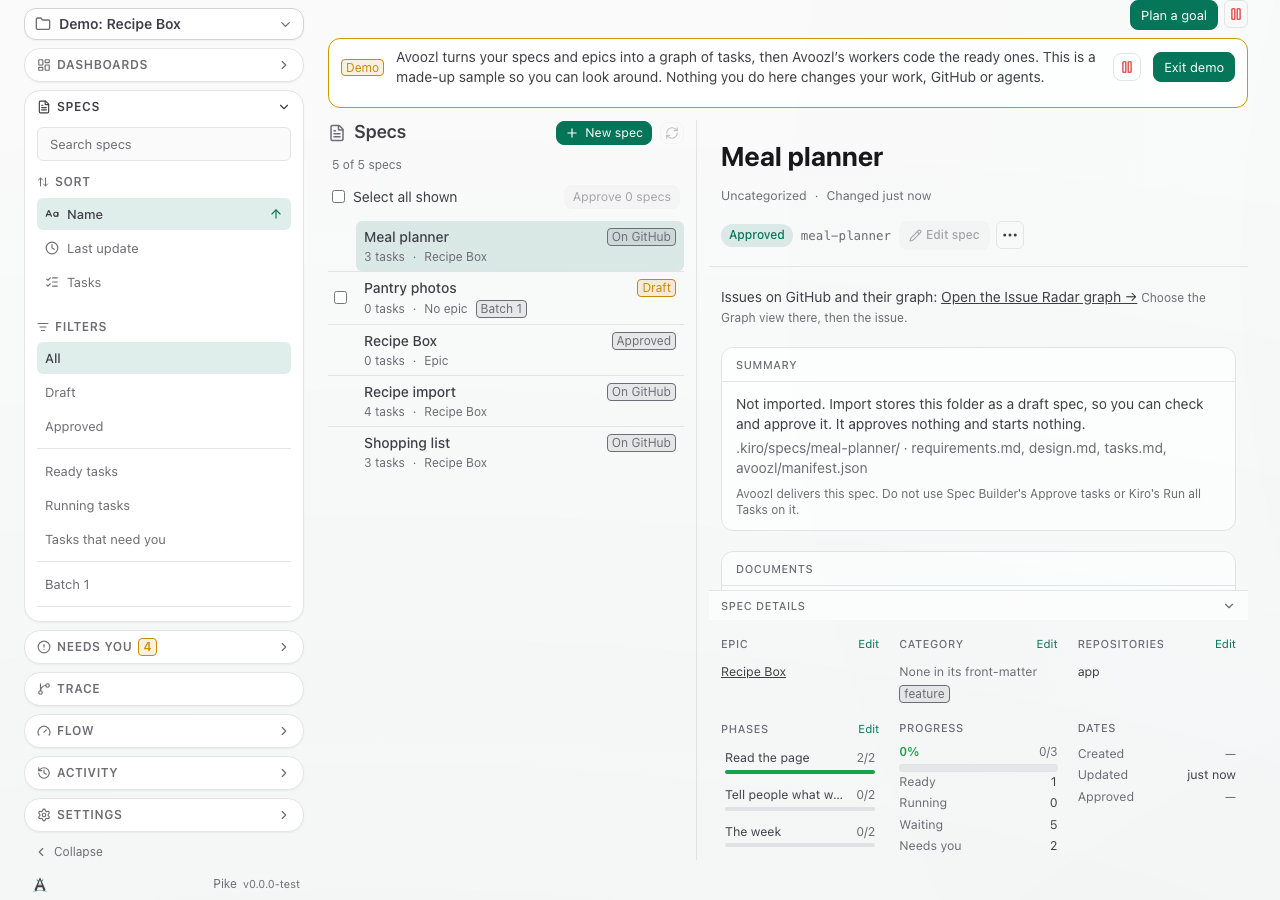 Demo: Recipe Box
DASHBOARDS
SPECS
Search specs
SORT
Aa Name
Last update
Tasks
FILTERS
All
Draft
Approved
Ready tasks
Running tasks
Tasks that need you
Batch 1
NEEDS YOU 4
TRACE
FLOW
ACTIVITY
SETTINGS
Collapse
Pike v0.0.0-test
Plan a goal
Demo
Avoozl turns your specs and epics into a graph of tasks, then Avoozl's workers code the ready ones. This is a
made-up sample so you can look around. Nothing you do here changes your work, GitHub or agents.
Exit demo
Specs
New spec
5 of 5 specs
Select all shown
Approve 0 specs
Meal planner On GitHub
3 tasks · Recipe Box
Pantry photos Draft
0 tasks · No epic Batch 1
Recipe Box Approved
0 tasks · Epic
Recipe import On GitHub
4 tasks · Recipe Box
Shopping list On GitHub
3 tasks · Recipe Box
Meal planner
Uncategorized · Changed just now
Approved meal-planner Edit spec
Issues on GitHub and their graph: Open the Issue Radar graph → Choose the
Graph view there, then the issue.
SUMMARY
Not imported. Import stores this folder as a draft spec, so you can check
and approve it. It approves nothing and starts nothing.
.kiro/specs/meal-planner/ · requirements.md, design.md, tasks.md,
avoozl/manifest.json
Avoozl delivers this spec. Do not use Spec Builder's Approve tasks or Kiro's Run all
Tasks on it.
DOCUMENTS
SPEC DETAILS
EPIC Edit
Recipe Box
CATEGORY Edit
None in its front-matter
feature
REPOSITORIES Edit
app
PHASES Edit
Read the page 2/2
Tell people what w... 0/2
The week 0/2
PROGRESS
0% 0/3
Ready 1
Running 0
Waiting 5
Needs you 2
DATES
Created —
Updated just now
Approved —